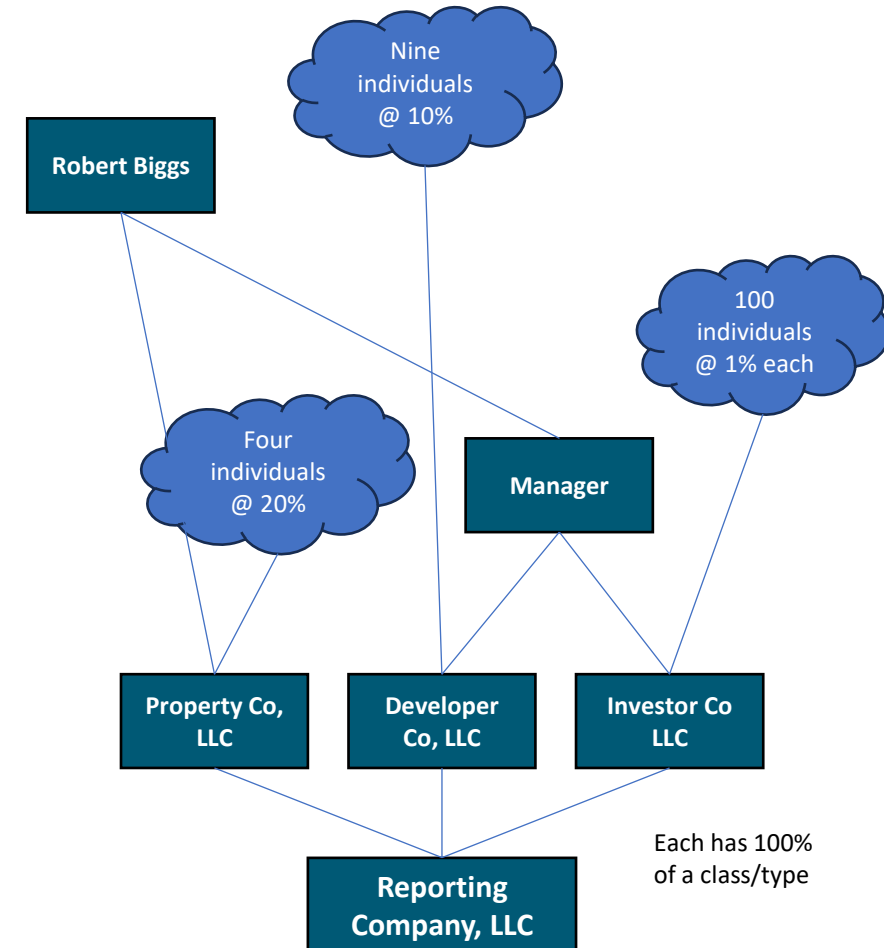 Nine
individuals
@ 10%
Robert Biggs
100
individuals
@ 1% each
Four
individuals
@ 20%
Manager
Property Co,
LLC
Developer
Co, LLC
Investor Co
LLC
Each has 100%
of a class/type
Reporting
Company, LLC